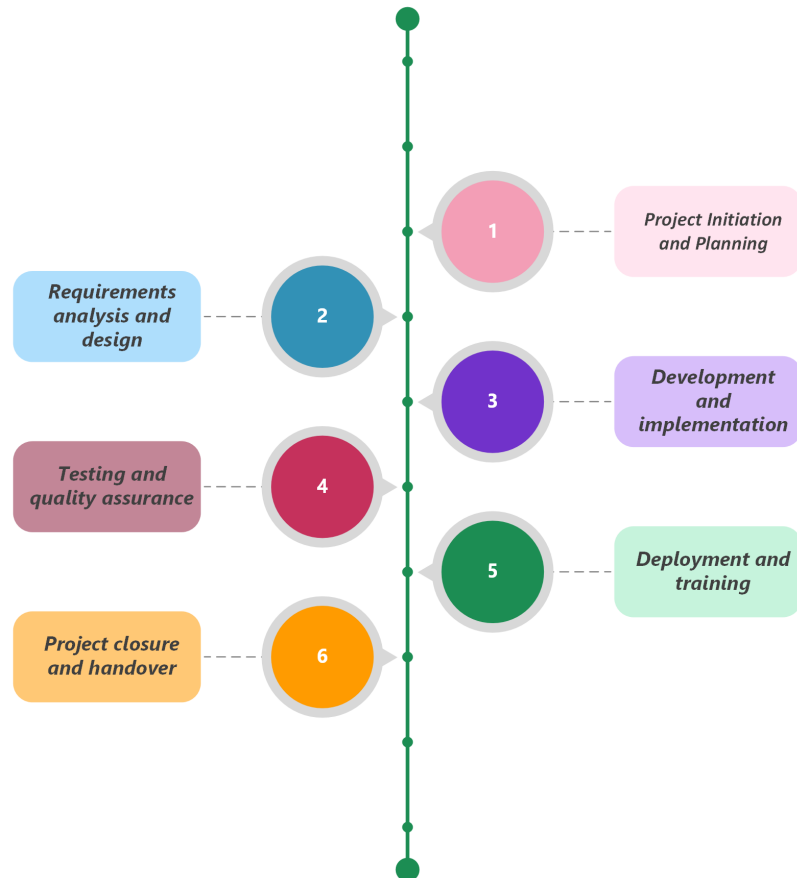 1
Project Initiation
and Planning
2
Requirements
analysis and
design
3
Development
and
implementation
4
Testing and
quality assurance
5
Deployment and
training
6
Project closure
and handover